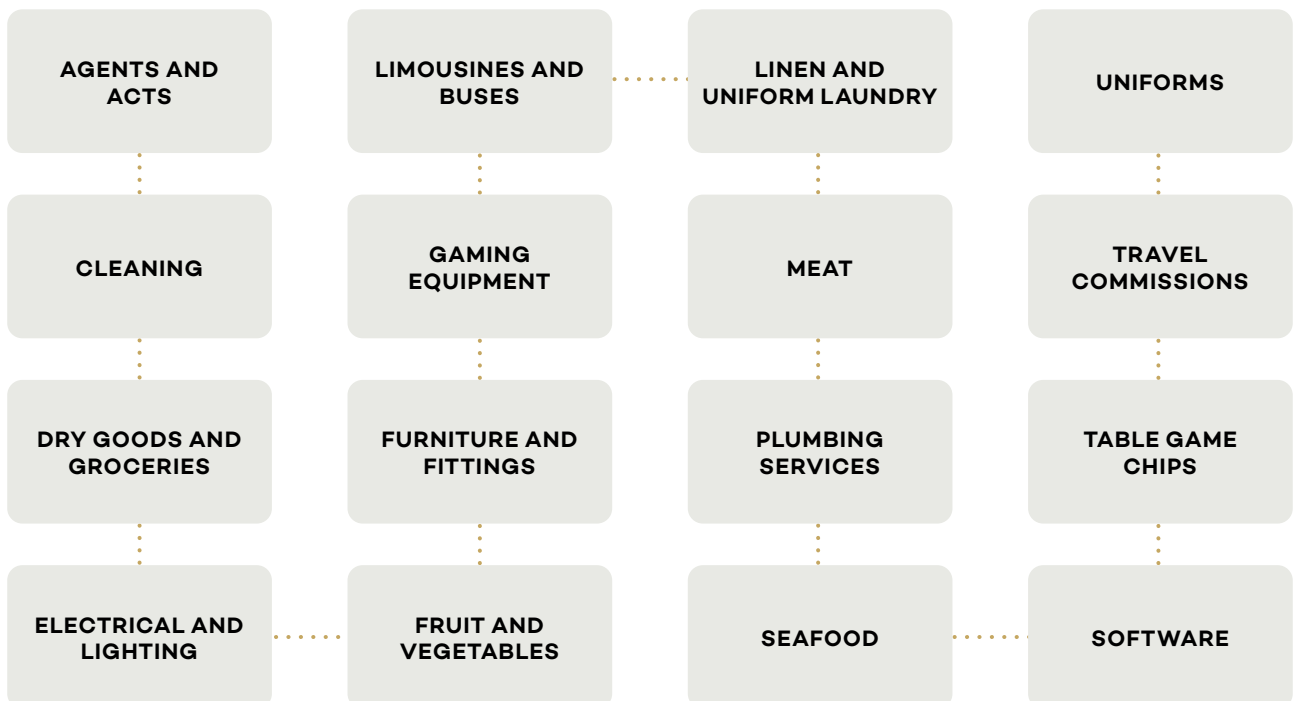 AGENTS AND
ACTS
LIMOUSINES AND
BUSES
LINEN AND
UNIFORM LAUNDRY
UNIFORMS
CLEANING
GAMING
EQUIPMENT
MEAT
TRAVEL
COMMISSIONS
DRY GOODS AND
GROCERIES
FURNITURE AND
FITTINGS
PLUMBING
SERVICES
TABLE GAME
CHIPS
ELECTRICAL AND
LIGHTING
FRUIT AND
VEGETABLES
SEAFOOD
SOFTWARE